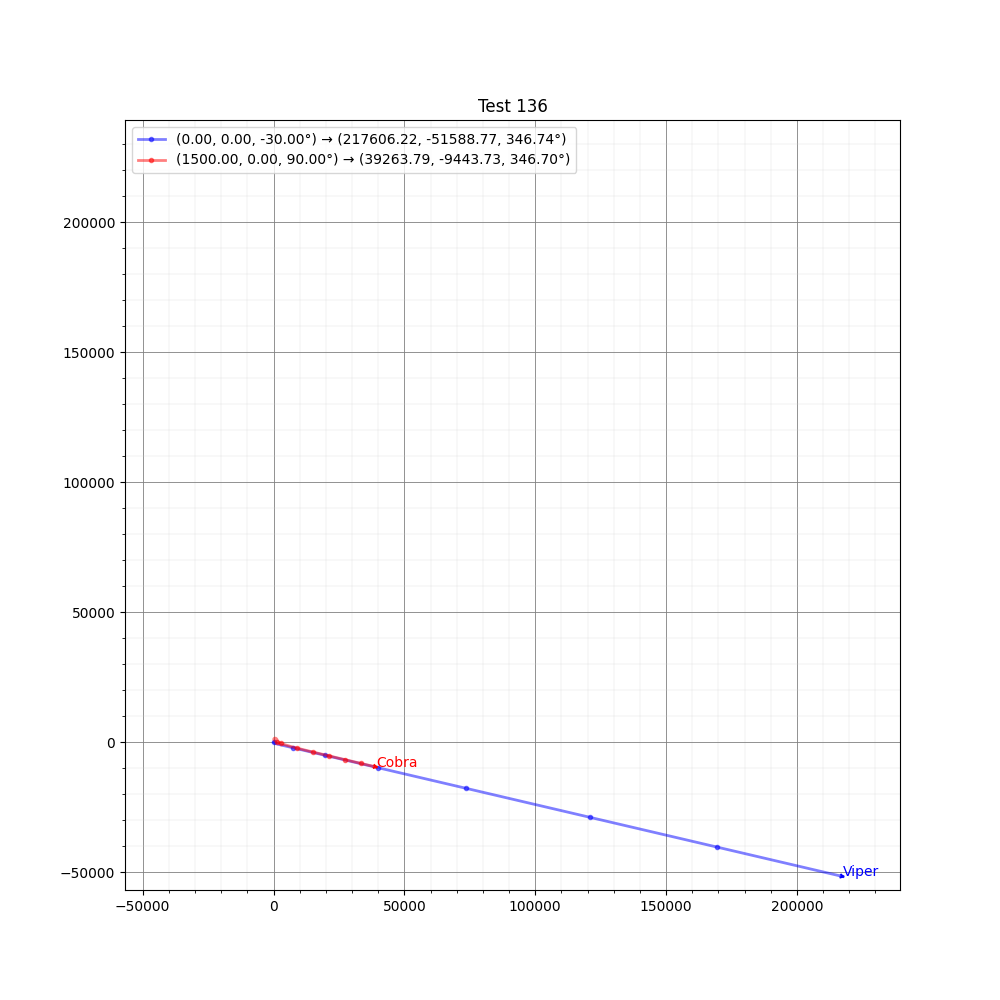 Test 136
(0.00, 0.00, -30.00°) → (217606.22, -51588.77, 346.74°)
(1500.00, 0.00, 90.00°) → (39263.79, -9443.73, 346.70°)
200000
150000
100000
50000
0
−50000
Cobra
Viper
−50000 0 50000 100000 150000 200000